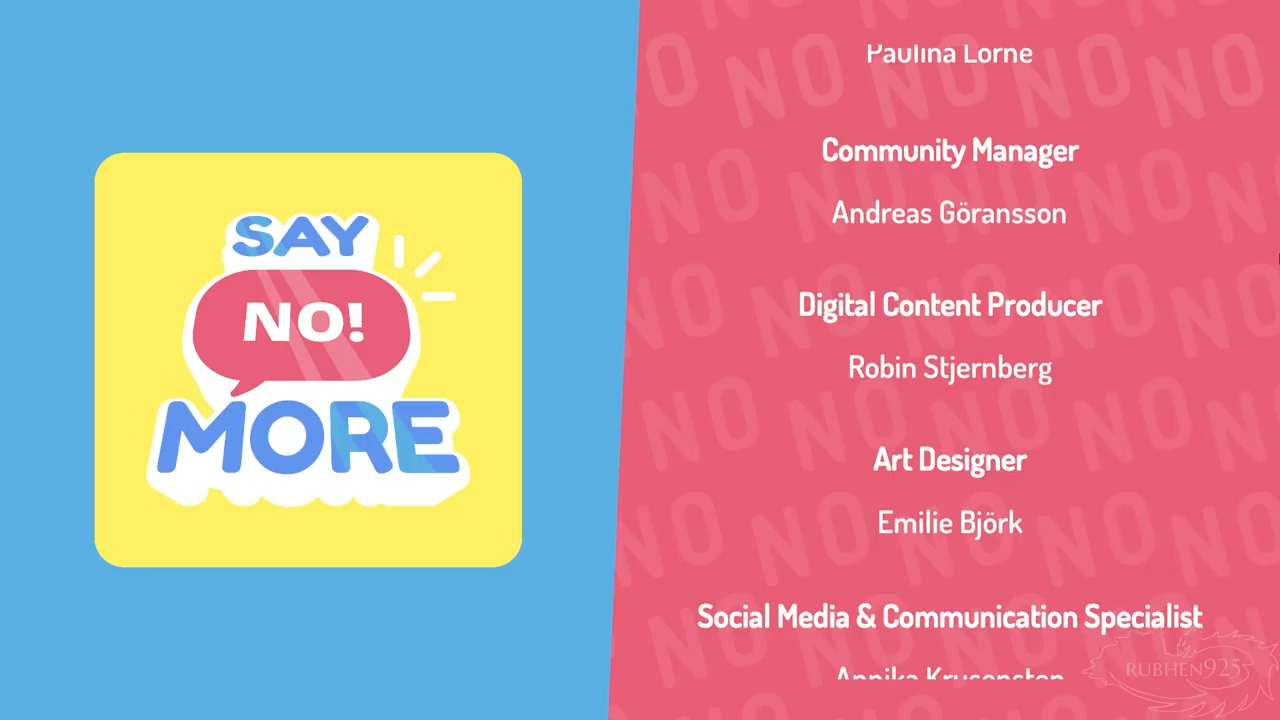 SAY
NO!
MORE
Paulina Lorne
Community Manager
Andreas Göransson
Digital Content Producer
Robin Stjernberg
Art Designer
Emilie Björk
Social Media & Communication Specialist
Annika
RUBHEN925